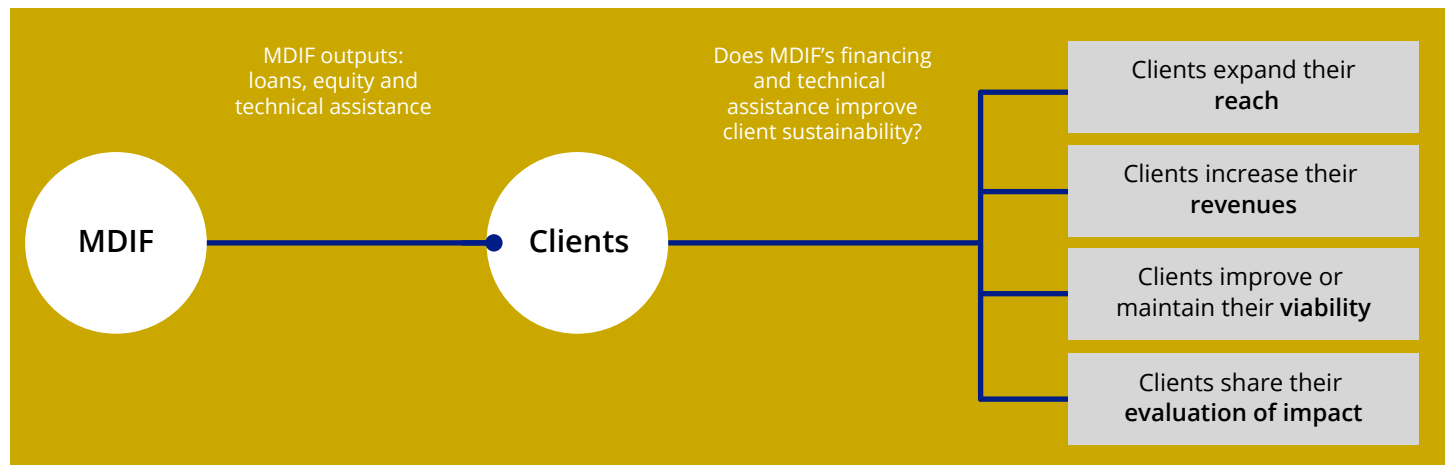 MDIF outputs:
loans, equity and
technical assistance
Does MDIF’s financing
and technical
assistance improve
client sustainability?
MDIF
Clients
Clients expand their
reach
Clients increase their
revenues
Clients improve or
maintain their viability
Clients share their
evaluation of impact